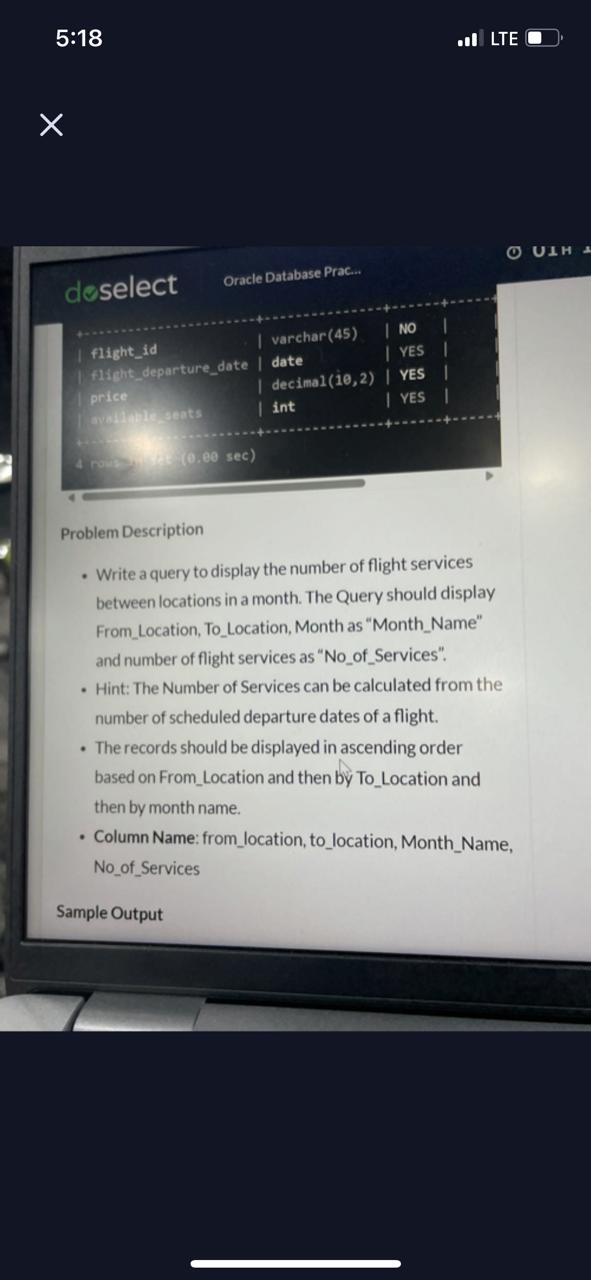 5:18
LTE
doselect
Oracle Database Prac...
| flight_id | varchar(45) | NO |
| flight_departure_date | date | YES |
| price | decimal(10,2) | YES |
| available_seats | int | YES |
4 rows (0.00 sec)
Problem Description
• Write a query to display the number of flight services
between locations in a month. The Query should display
From_Location, To_Location, Month as “Month_Name”
and number of flight services as “No_of_Services”.
• Hint: The Number of Services can be calculated from the
number of scheduled departure dates of a flight.
• The records should be displayed in ascending order
based on From_Location and then by To_Location and
then by month name.
• Column Name: from_location, to_location, Month_Name,
No_of_Services
Sample Output